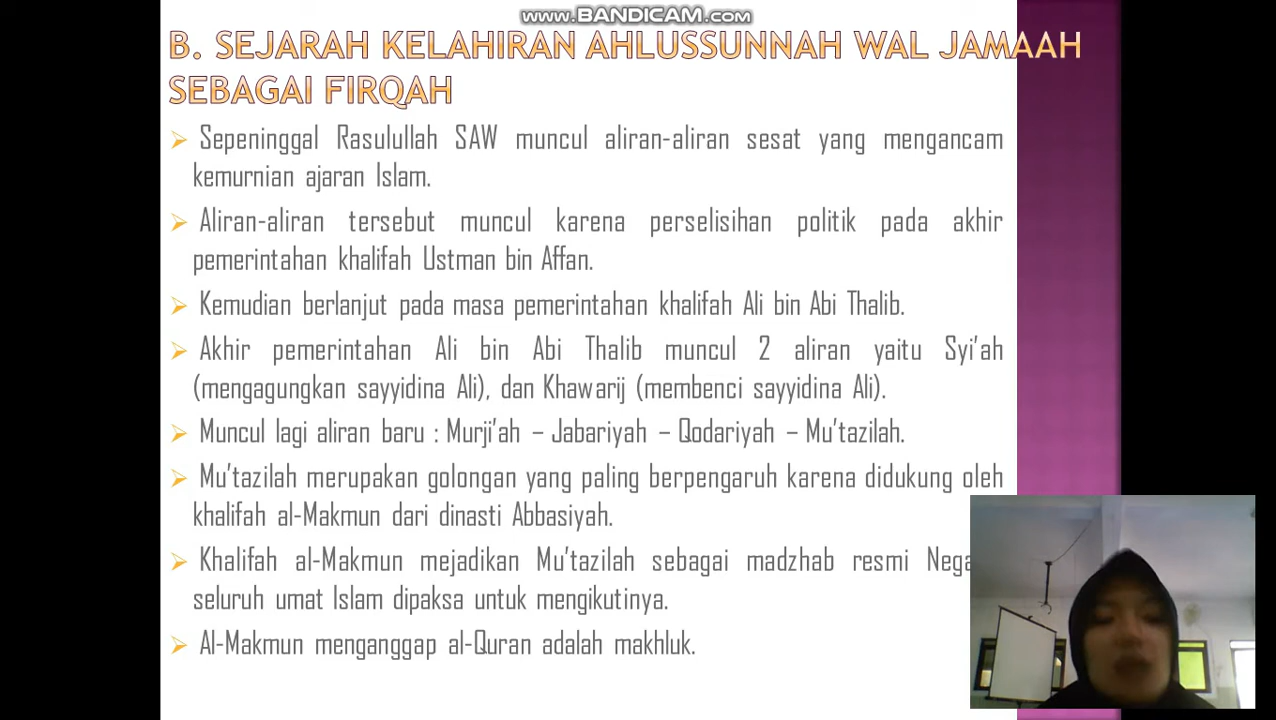 www.BANDICAM.com
B. SEJARAH KELAHIRAN AHLUSSUNNAH WAL JAMAAH
SEBAGAI FIRQAH
Sepeninggal Rasulullah SAW muncul aliran-aliran sesat yang mengancam
kemurnian ajaran Islam.
Aliran-aliran tersebut muncul karena perselisihan politik pada akhir
pemerintahan khalifah Ustman bin Affan.
Kemudian berlanjut pada masa pemerintahan khalifah Ali bin Abi Thalib.
Akhir pemerintahan Ali bin Abi Thalib muncul 2 aliran yaitu Syi’ah
(mengagungkan sayyidina Ali), dan Khawarij (membenci sayyidina Ali).
Muncul lagi aliran baru : Murji’ah – Jabariyah – Qodariyah – Mu’tazilah.
Mu’tazilah merupakan golongan yang paling berpengaruh karena didukung oleh
khalifah al-Makmun dari dinasti Abbasiyah.
Khalifah al-Makmun mejadikan Mu’tazilah sebagai madzhab resmi
seluruh umat Islam dipaksa untuk mengikutinya.
Al-Makmun menganggap al-Quran adalah makhluk.